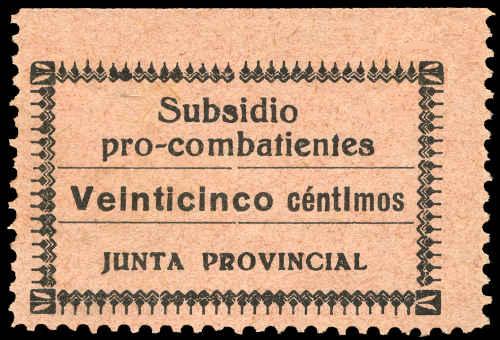 Subsidio
pro-combatientes
Veinticinco céntimos
JUNTA PROVINCIAL